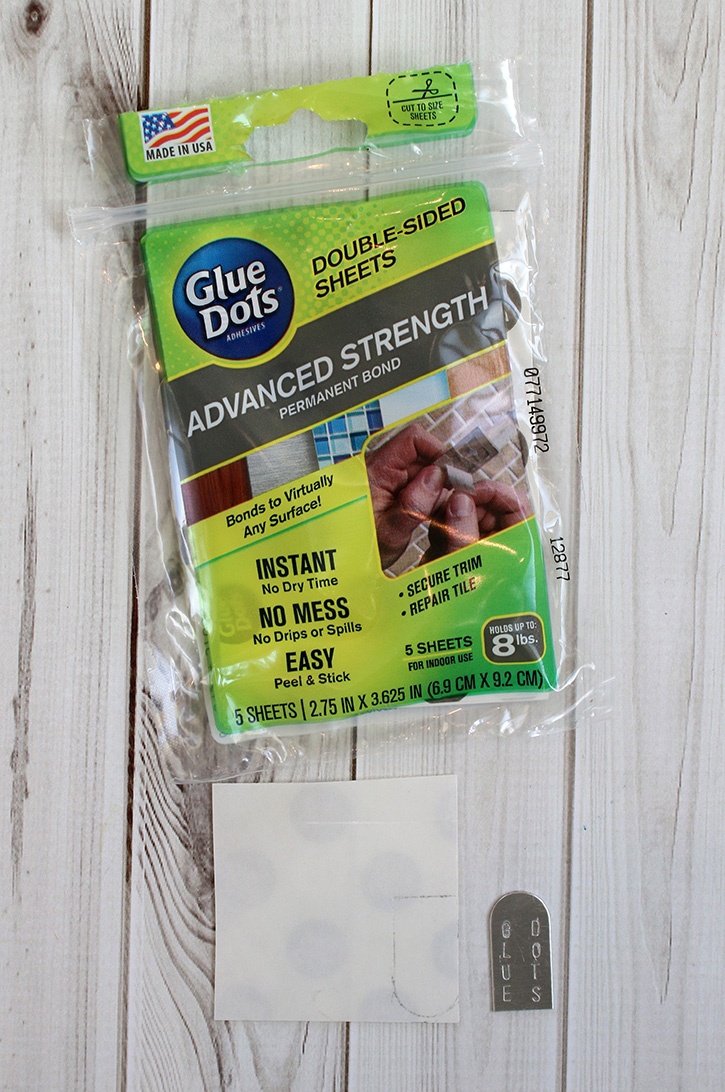 MADE IN USA
CUT TO SIZE
SHEETS
Glue
Dots®
ADHESIVES
DOUBLE-SIDED
SHEETS
ADVANCED STRENGTH
PERMANENT BOND
Bonds to Virtually
Any Surface!
INSTANT
No Dry Time
NO MESS
No Drips or Spills
EASY
Peel & Stick
• SECURE TRIM
• REPAIR TILE
5 SHEETS
FOR INDOOR USE
HOLDS UP TO:
8 lbs.
5 SHEETS | 2.75 IN X 3.625 IN (6.9 CM X 9.2 CM)
077149972
12877
GLUE
DOTS